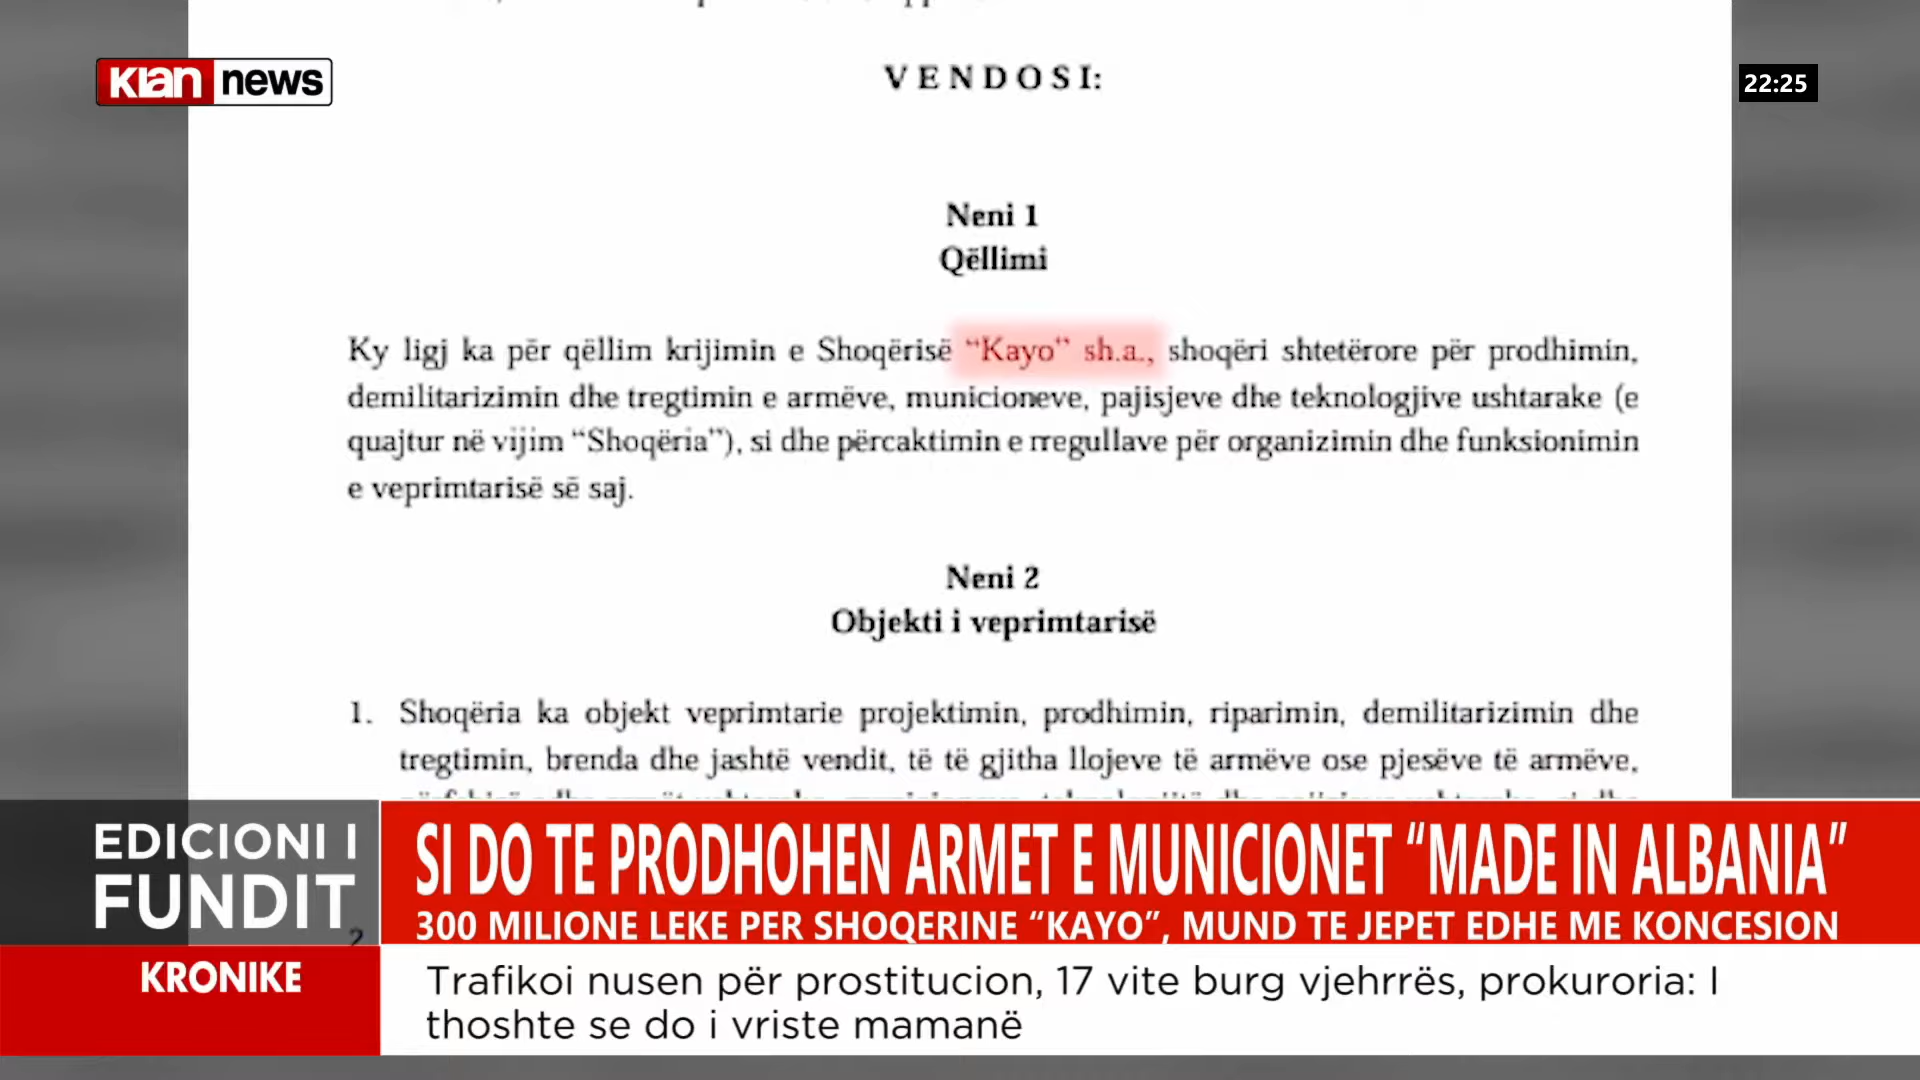 Klan news
22:25
VENDOSI:
Neni 1
Qëllimi
Ky ligj ka për qëllim krijimin e Shoqërisë “Kayo” sh.a., shoqëri shtetërore për prodhimin,
demilitarizimin dhe tregtimin e armëve, municioneve, pajisjeve dhe teknologjive ushtarake (e
quajtur në vijim “Shoqëria”), si dhe përcaktimin e rregullave për organizimin dhe funksionimin
e veprimtarisë së saj.
Neni 2
Objekti i veprimtarisë
1. Shoqëria ka objekt veprimtarie projektimin, prodhimin, riparimin, demilitarizimin dhe
tregtimin, brenda dhe jashtë vendit, të të gjitha llojeve të armëve ose pjesëve të armëve,
EDICIONI I
FUNDIT
SI DO TE PRODHOHEN ARMET E MUNICIONET “MADE IN ALBANIA”
300 MILIONE LEKE PER SHOQERINE “KAYO”, MUND TE JEPET EDHE ME KONCESION
KRONIKE
Trafikoi nusen për prostitucion, 17 vite burg vjehrrës, prokuroria: I
thoshte se do i vriste mamanë